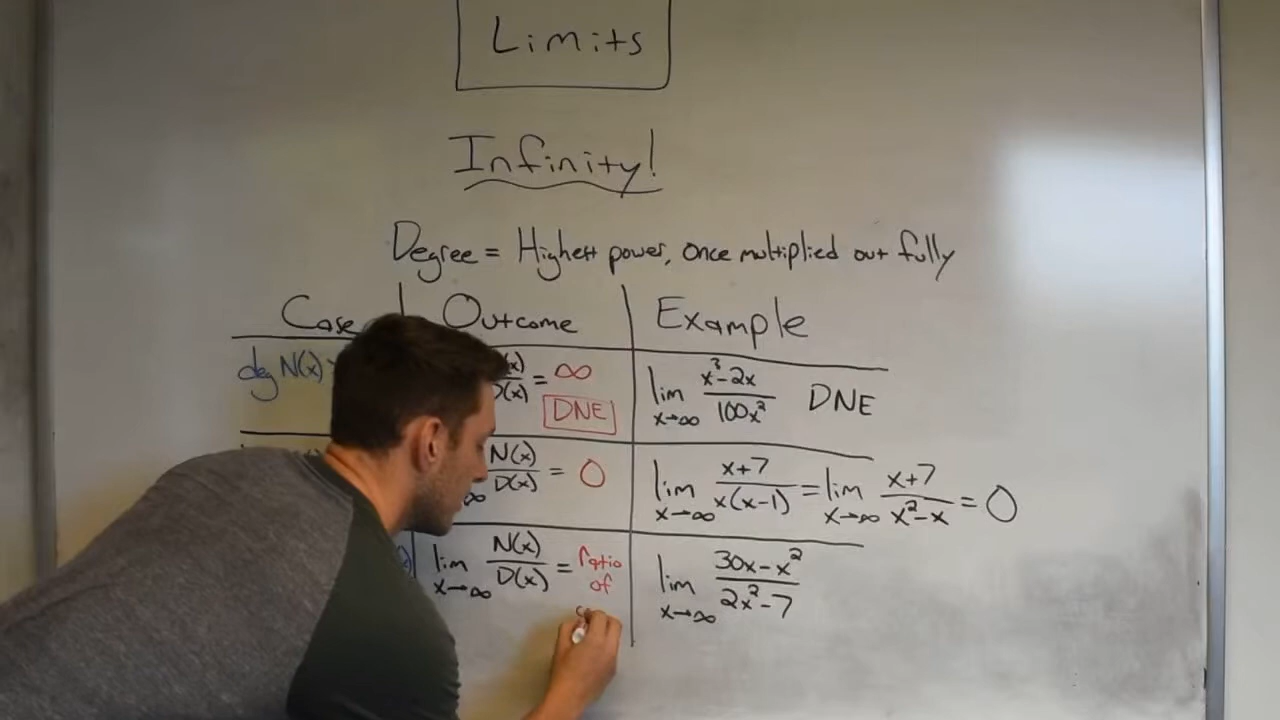 Limits
Infinity!
Degree = Highest power, once multiplied out fully
Case Outcome Example
deg N(x) (x) D(x) = ∞ DNE lim x→∞ x³-2x / 100x² DNE
∞ N(x) / D(x) = 0 lim x→∞ x+7 / x(x-1) = lim x→∞ x+7 / x²-x = 0
lim x→∞ N(x) / D(x) = ratio of lim x→∞ 30x-x² / 2x²-7